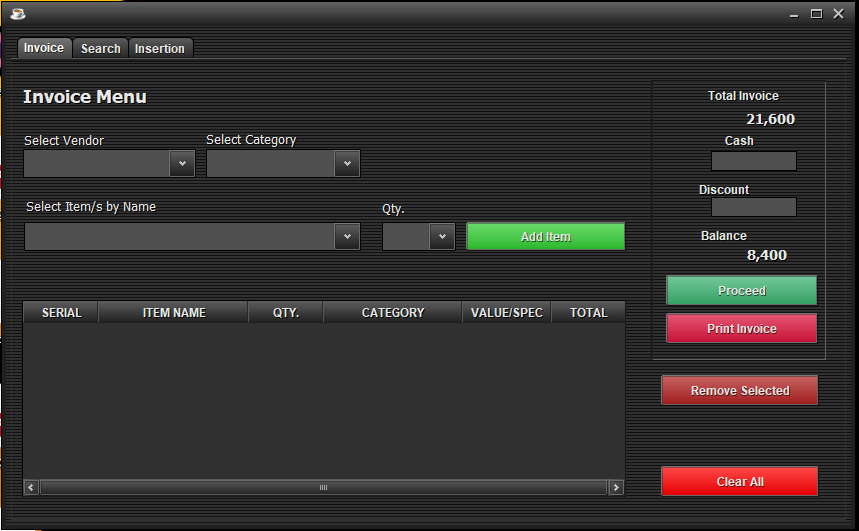 Invoice Search Insertion
Invoice Menu
Select Vendor Select Category
Select Item/s by Name Qty.
Add Item
SERIAL ITEM NAME QTY. CATEGORY VALUE/SPEC TOTAL
Total Invoice
21,600
Cash
Discount
Balance
8,400
Proceed
Print Invoice
Remove Selected
Clear All